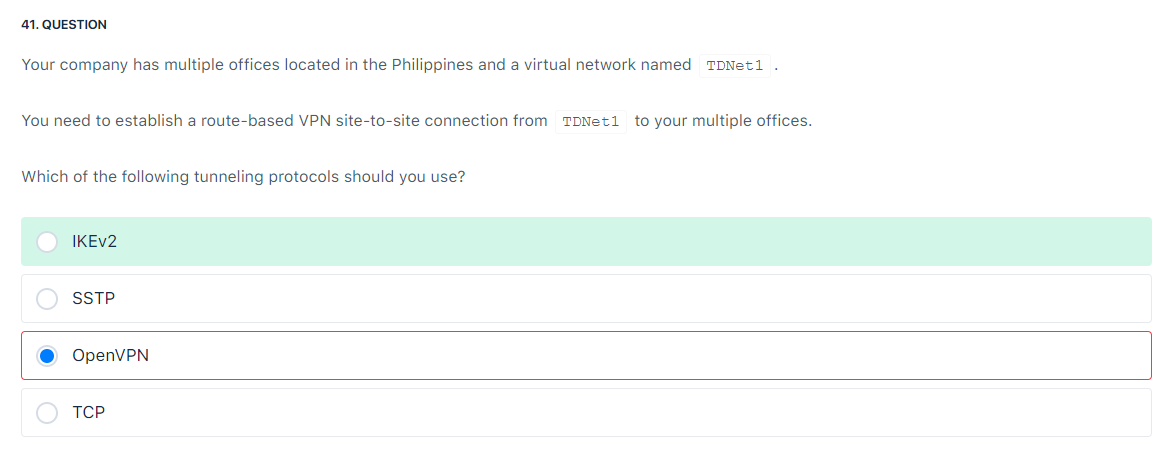 41. QUESTION
Your company has multiple offices located in the Philippines and a virtual network named TDNet1 .
You need to establish a route-based VPN site-to-site connection from TDNet1 to your multiple offices.
Which of the following tunneling protocols should you use?
IKEv2
SSTP
OpenVPN
TCP